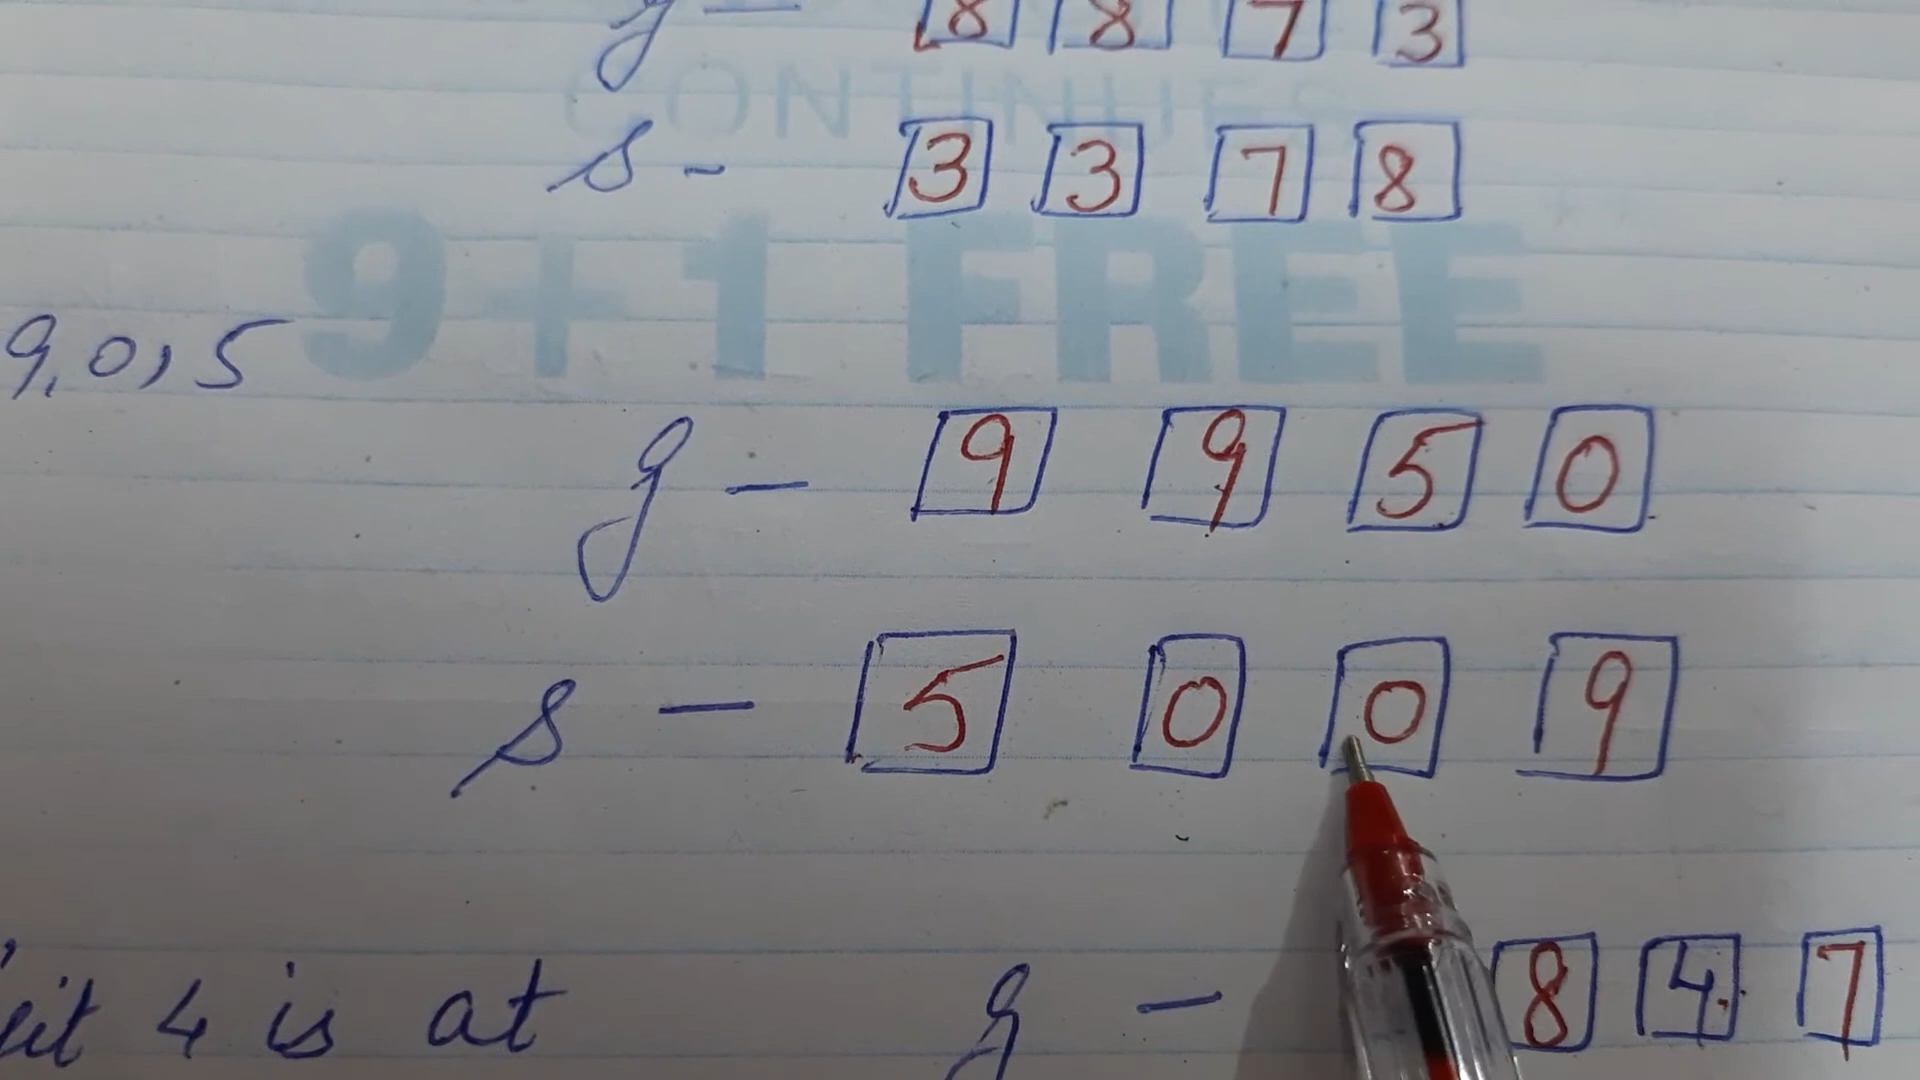 g - 8 8 7 3
CONTINUES
s - 3 3 7 8
9+1 FREE
9, 0, 5
g - 9 9 5 0
s - 5 0 0 9
4 is at
g - 8 4 7